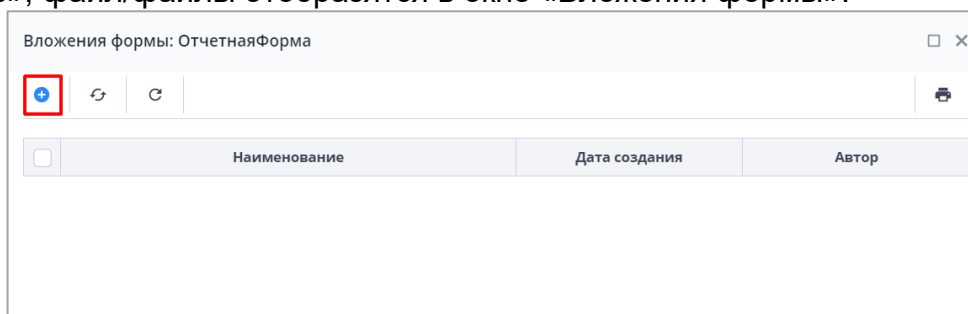 файл/файлы отобразятся в окне «Вложения формы».
Вложения формы: ОтчетнаяФорма
Наименование Дата создания Автор